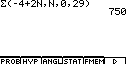 Σ(-4+2N,N,0,29)
750
PROB HYP ANGL STAT FMEM ▷